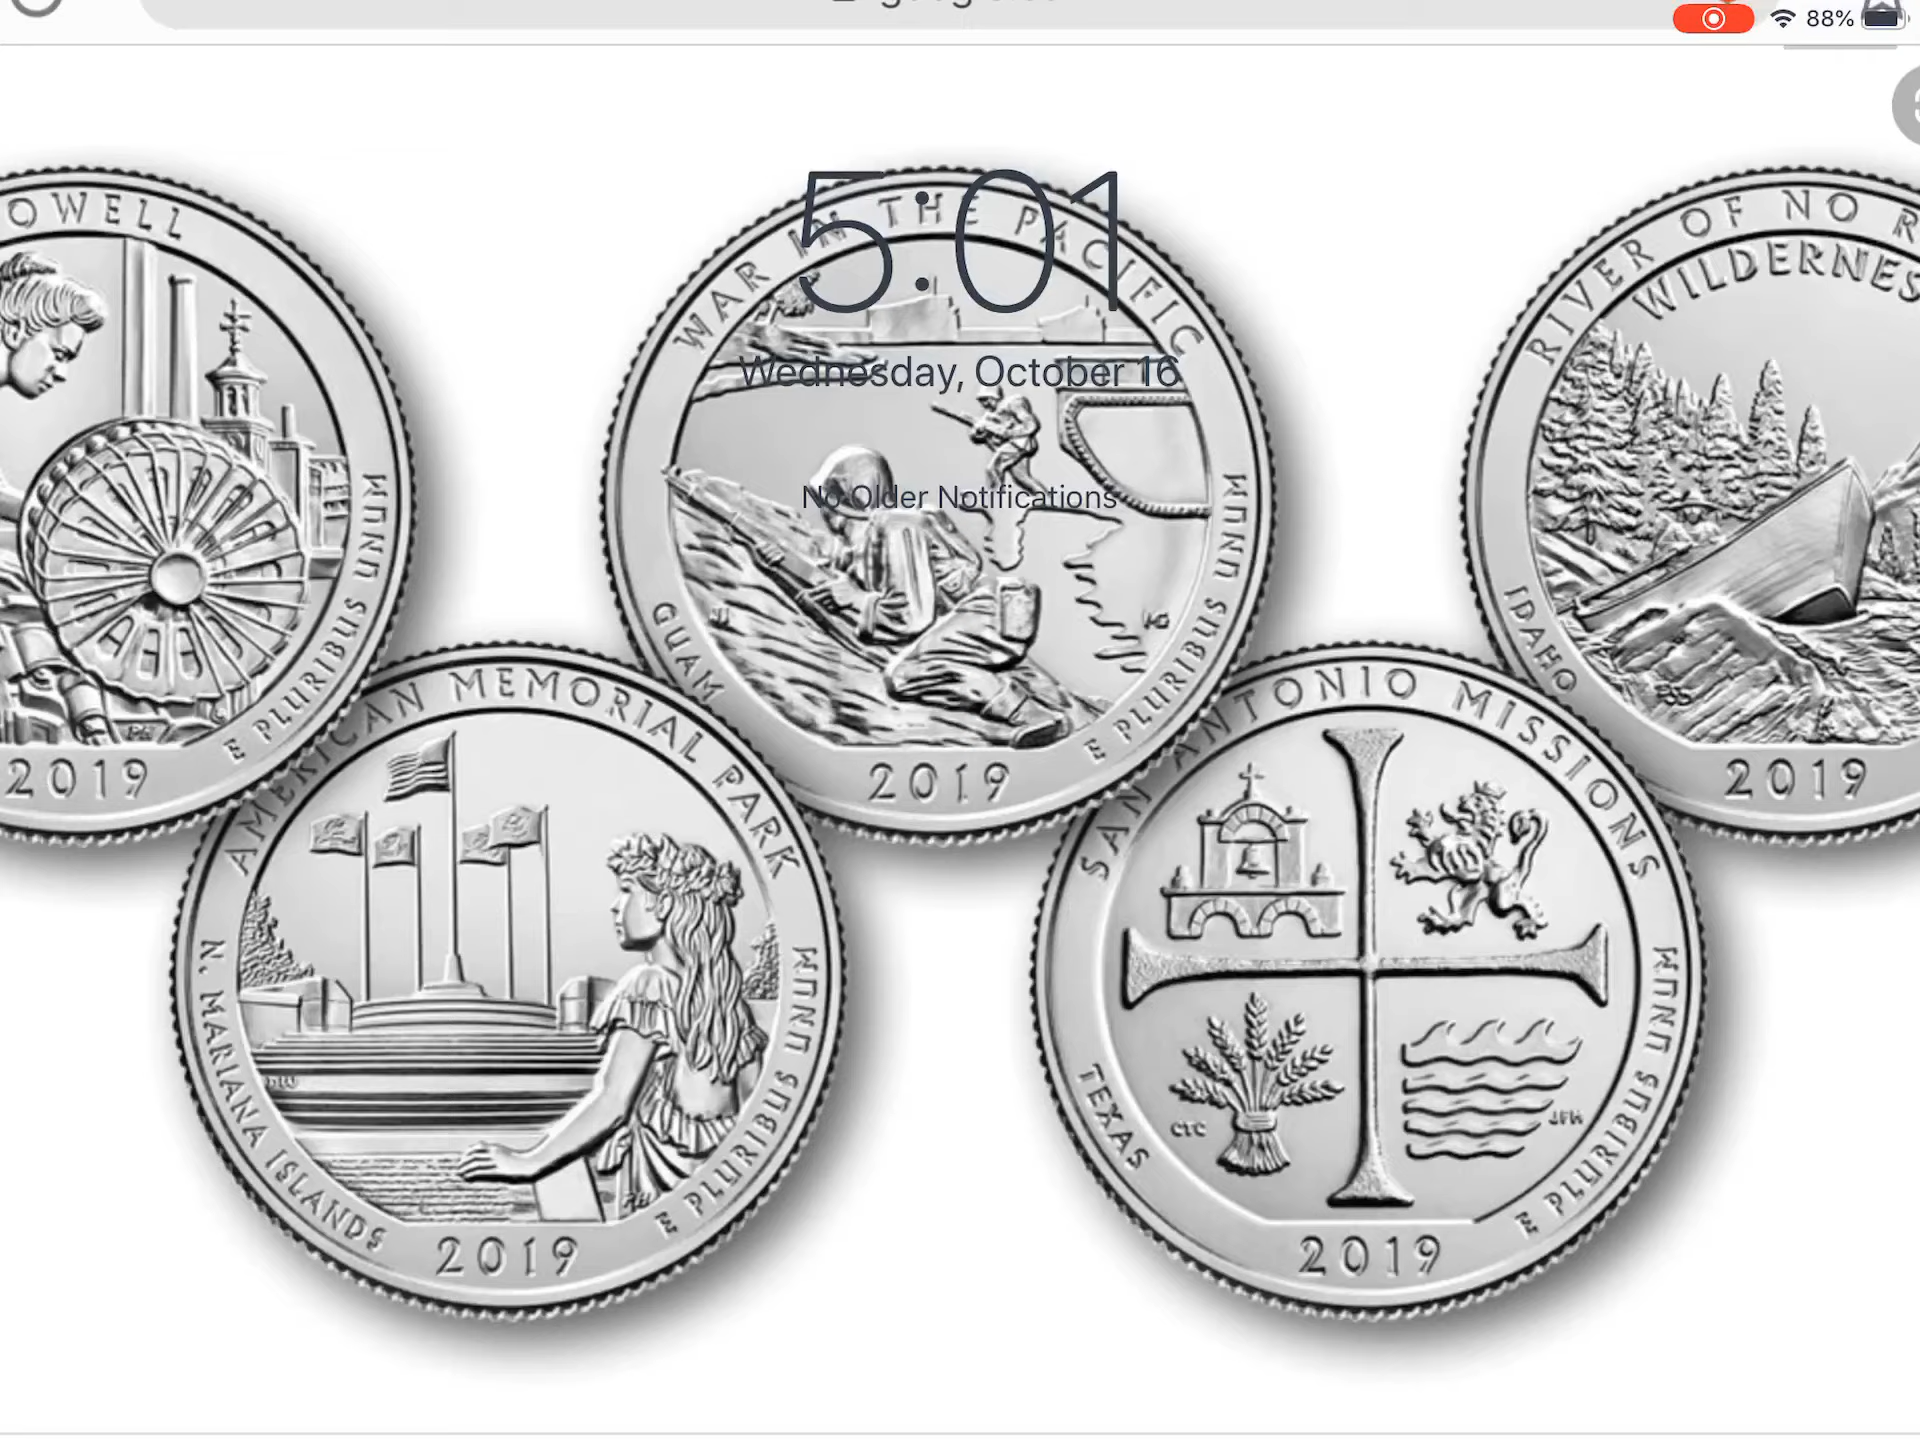 88%
5:01
Wednesday, October 16
No Older Notifications
OWELL
E PLURIBUS UNUM
2019
WAR IN THE PACIFIC
GUAM
E PLURIBUS UNUM
2019
RIVER OF NO R
WILDERNES
IDAHO
2019
AMERICAN MEMORIAL PARK
N. MARIANA ISLANDS
E PLURIBUS UNUM
2019
SAN ANTONIO MISSIONS
TEXAS
CTC
JFM
E PLURIBUS UNUM
2019